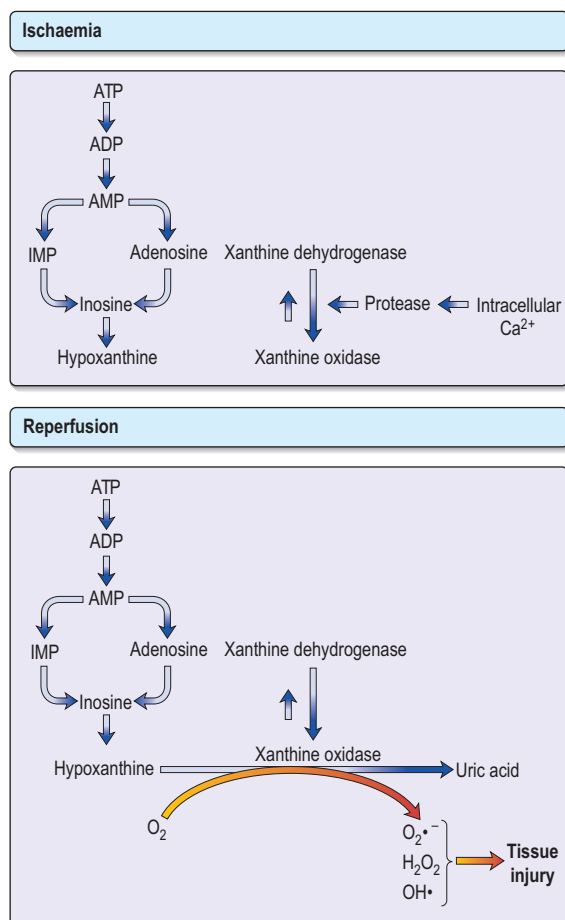 Ischaemia
ATP
ADP
AMP
IMP
Adenosine
Xanthine dehydrogenase
Inosine
Protease
Intracellular
Ca²⁺
Hypoxanthine
Xanthine oxidase
Reperfusion
ATP
ADP
AMP
IMP
Adenosine
Xanthine dehydrogenase
Inosine
Xanthine oxidase
Hypoxanthine
Uric acid
O₂
O₂•⁻
H₂O₂
OH•
Tissue
injury